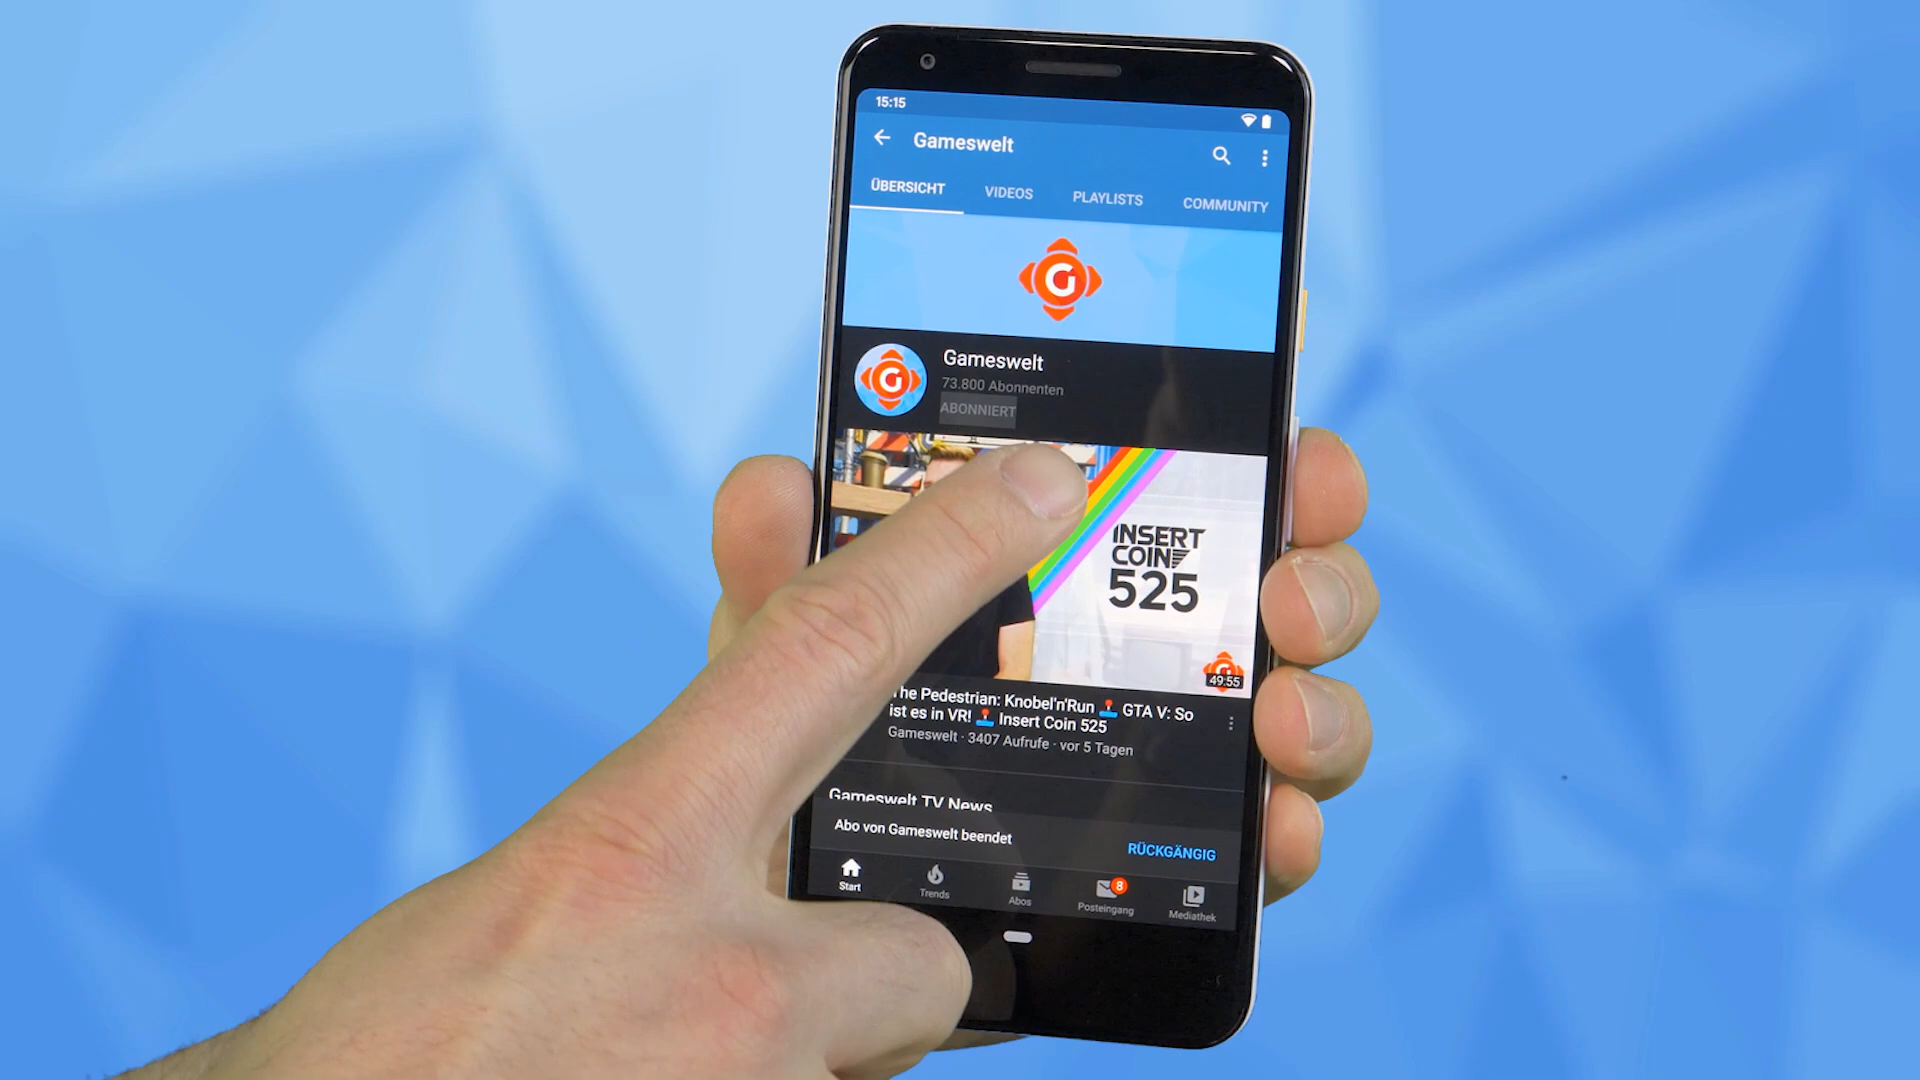 15:15
Gameswelt
ÜBERSICHT VIDEOS PLAYLISTS COMMUNITY
G
Gameswelt
G
73.800 Abonnenten
ABONNIERT
INSERT
COIN
525
G
49:55
The Pedestrian: Knobel'n'Run 🕹️ GTA V: So
ist es in VR! 🕹️ Insert Coin 525
Gameswelt · 3407 Aufrufe · vor 5 Tagen
Gameswelt TV News
Abo von Gameswelt beendet
RÜCKGÄNGIG
8
Start Trends Abos Posteingang Mediathek